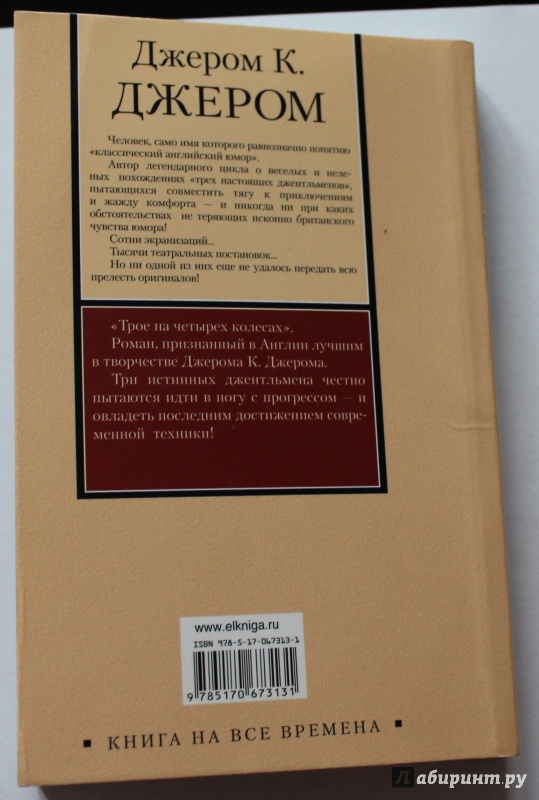 Джером К.
ДЖЕРОМ
Человек, само имя которого равнозначно понятию
«классический английский юмор».
Автор легендарного цикла о веселых и неле-
пых похождениях «трех настоящих джентльменов»,
пытающихся совместить тягу к приключениям
и жажду комфорта — и никогда ни при каких
обстоятельствах не теряющих исконно британского
чувства юмора!
Сотни экранизаций...
Тысячи театральных постановок...
Но ни одной из них еще не удалось передать всю
прелесть оригиналов!
«Трое на четырех колесах».
Роман, признанный в Англии лучшим
в творчестве Джерома К. Джерома.
Три истинных джентльмена честно
пытаются идти в ногу с прогрессом — и
овладеть последним достижением совре-
менной техники!
www.elkniga.ru
ISBN 978-5-17-067313-1
9 785170 673131
▪ КНИГА НА ВСЕ ВРЕМЕНА ▪
Лабиринт.ру